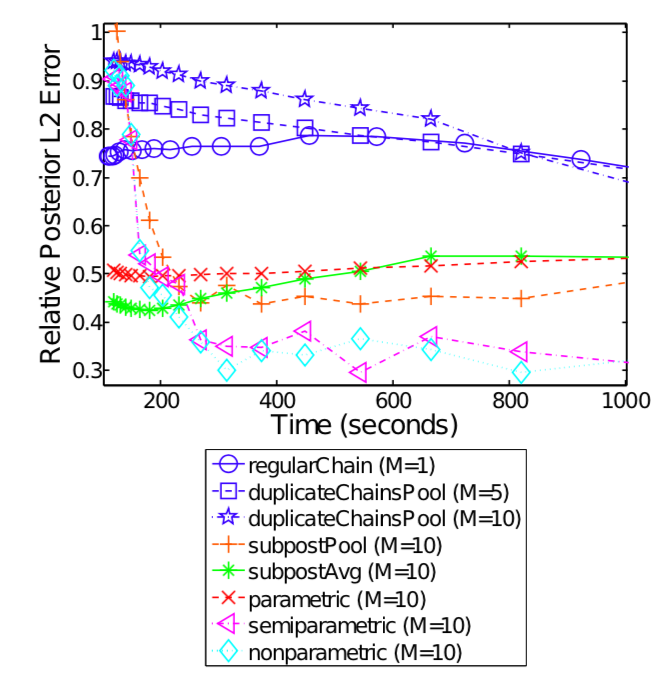 Relative Posterior L2 Error
1
0.9
0.8
0.7
0.6
0.5
0.4
0.3
200
400
600
800
1000
Time (seconds)
regularChain (M=1)
duplicateChainsPool (M=5)
duplicateChainsPool (M=10)
subpostPool (M=10)
subpostAvg (M=10)
parametric (M=10)
semiparametric (M=10)
nonparametric (M=10)